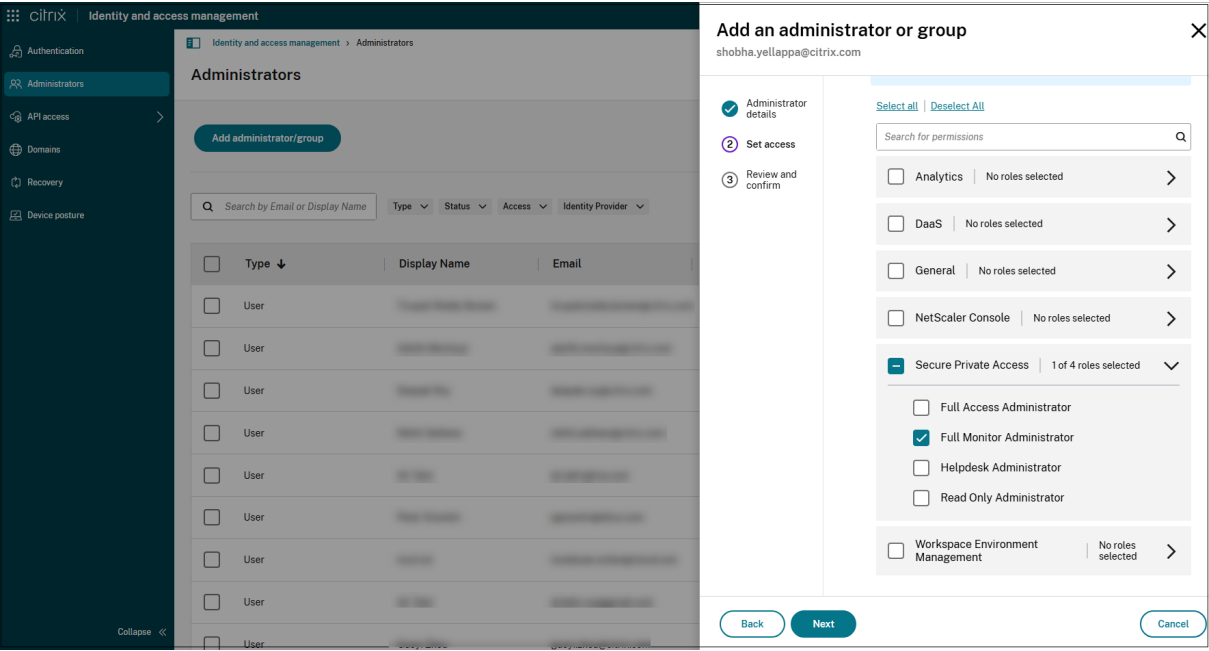 citrix | Identity and access management
Authentication
Administrators
API access
Domains
Recovery
Device posture
Collapse «
Identity and access management > Administrators
Administrators
Add administrator/group
Search by Email or Display Name Type Status Access Identity Provider
Type ↓ Display Name Email
User
User
User
User
User
User
User
User
User
Add an administrator or group
shobha.yellappa@citrix.com
Administrator
details
2 Set access
3 Review and
confirm
Select all | Deselect All
Search for permissions
Analytics | No roles selected
DaaS | No roles selected
General | No roles selected
NetScaler Console | No roles selected
Secure Private Access | 1 of 4 roles selected
Full Access Administrator
Full Monitor Administrator
Helpdesk Administrator
Read Only Administrator
Workspace Environment
Management | No roles
selected
Back Next Cancel